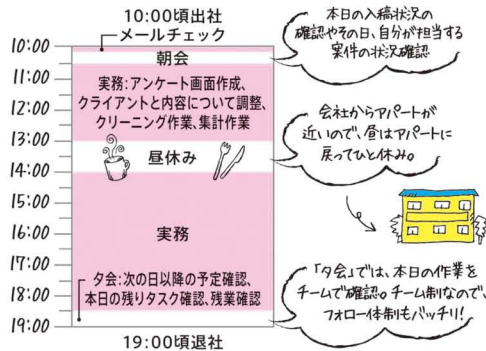 10:00頃出社
メールチェック
10:00
朝会
11:00
実務:アンケート画面作成、
クライアントと内容について調整、
クリーニング作業、集計作業
12:00
13:00
昼休み
14:00
15:00
16:00
実務
17:00
夕会:次の日以降の予定確認、
本日の残りタスク確認、残業確認
18:00
19:00
19:00頃退社
本日の入稿状況の
確認やその日、自分が担当する
案件の状況確認
会社からアパートが
近いので、昼はアパートに
戻ってひと休み。
「夕会」では、本日の作業を
チームで確認。チーム制なので、
フォロー体制もバッチリ!